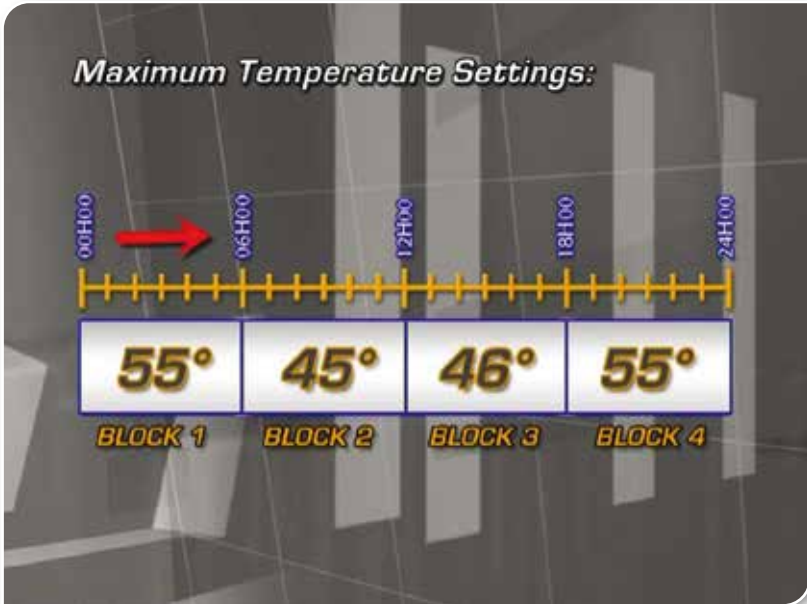 Maximum Temperature Settings:
00H00 06H00 12H00 18H00 24H00
55° 45° 46° 55°
BLOCK 1 BLOCK 2 BLOCK 3 BLOCK 4